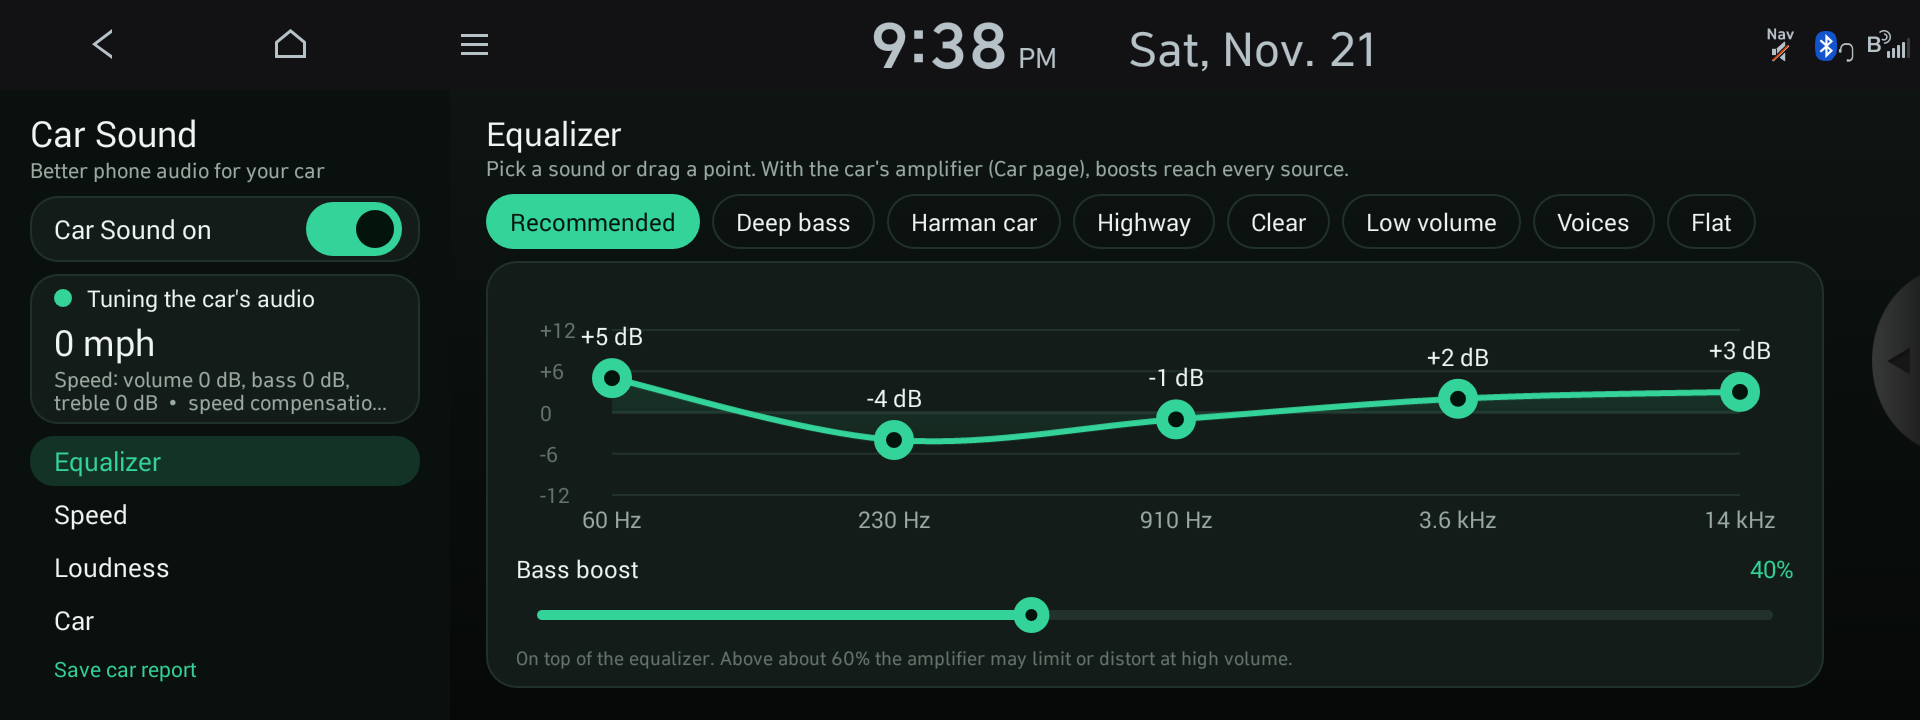 9:38 PM Sat, Nov. 21
Nav
B
Car Sound
Better phone audio for your car
Car Sound on
Tuning the car's audio
0 mph
Speed: volume 0 dB, bass 0 dB,
treble 0 dB • speed compensatio...
Equalizer
Speed
Loudness
Car
Save car report
Equalizer
Pick a sound or drag a point. With the car's amplifier (Car page), boosts reach every source.
Recommended Deep bass Harman car Highway Clear Low volume Voices Flat
+12
+6
0
-6
-12
+5 dB
-4 dB
-1 dB
+2 dB
+3 dB
60 Hz 230 Hz 910 Hz 3.6 kHz 14 kHz
Bass boost 40%
On top of the equalizer. Above about 60% the amplifier may limit or distort at high volume.